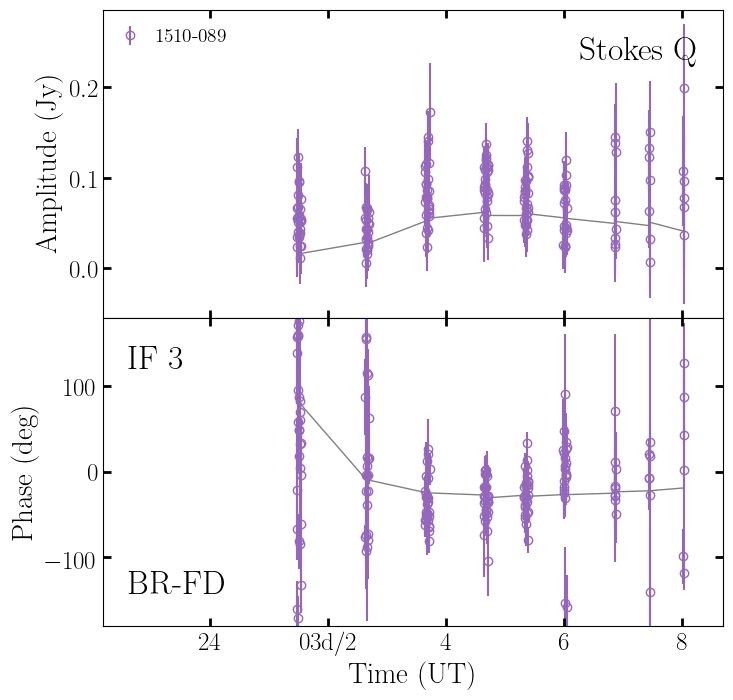 1510-089
Stokes Q
0.2
0.1
0.0
Amplitude (Jy)
IF 3
100
0
−100
Phase (deg)
BR-FD
24 03d/2 4 6 8
Time (UT)